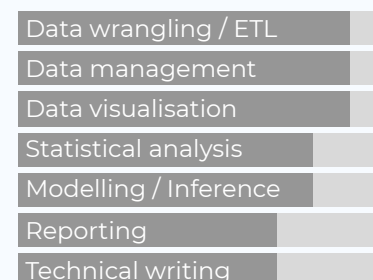 Data wrangling / ETL
Data management
Data visualisation
Statistical analysis
Modelling / Inference
Reporting
Technical writing